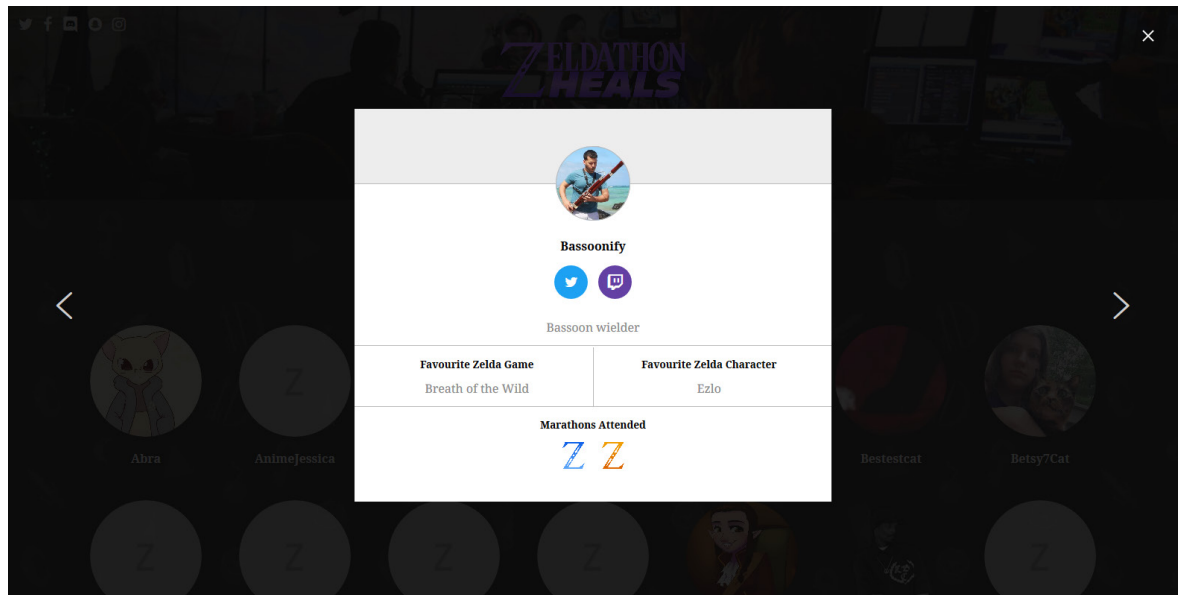 ZELDATHON
HEALS
Bassoonify
Bassoon wielder
Favourite Zelda Game
Favourite Zelda Character
Breath of the Wild
Ezlo
Marathons Attended
Z Z
Abra
AnimeJessica
Bestestcat
Betsy7Cat
Z
Z
Z
Z
Z
Z